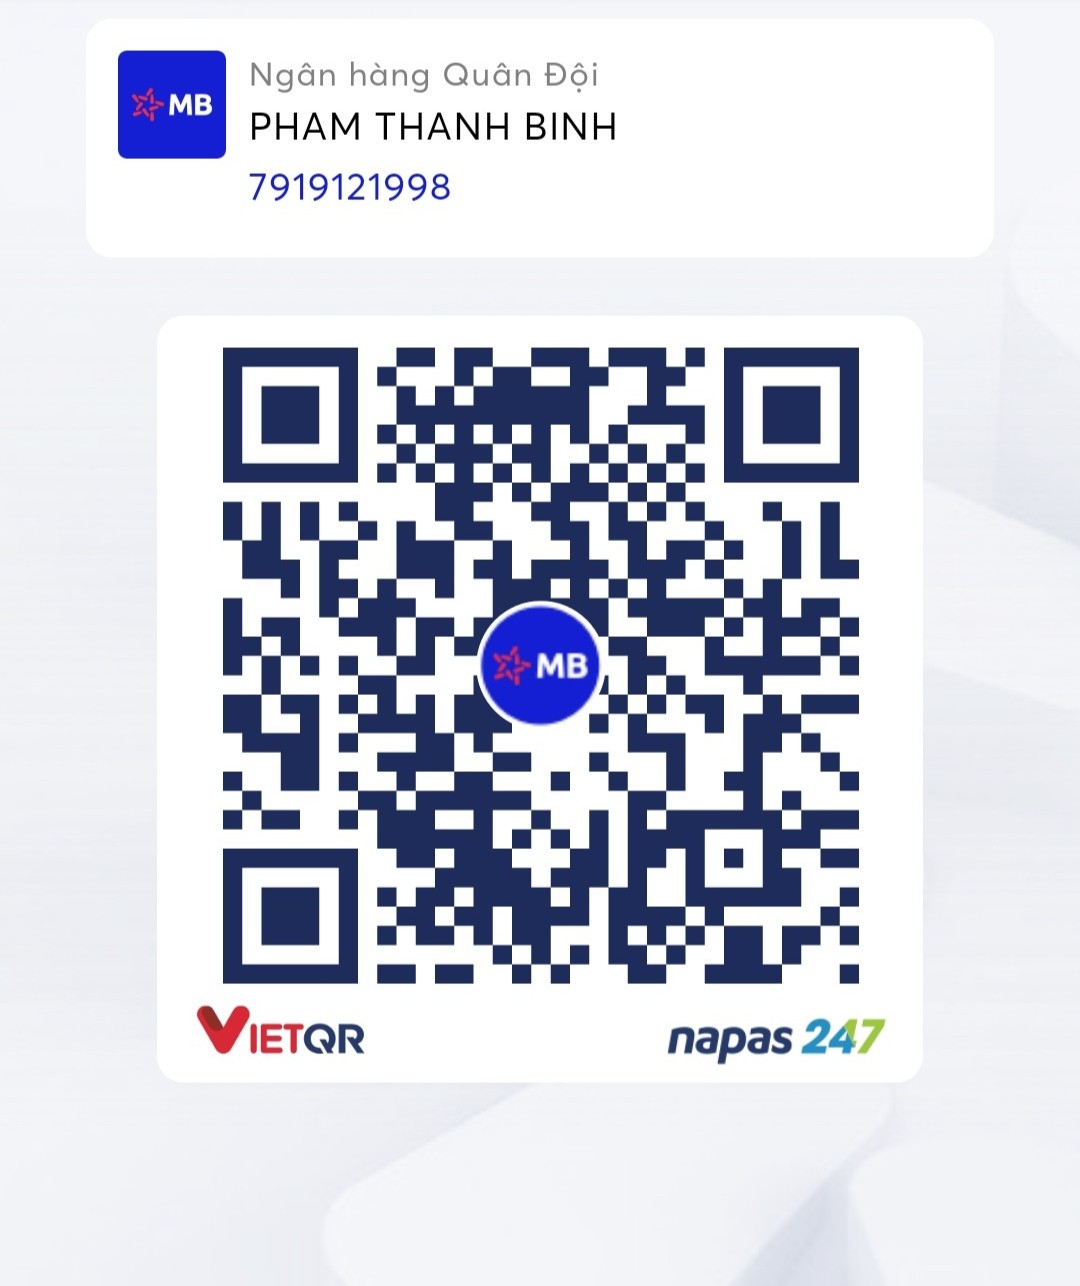 MB
Ngân hàng Quân Đội
PHAM THANH BINH
7919121998
MB
VIETQR
napas 247